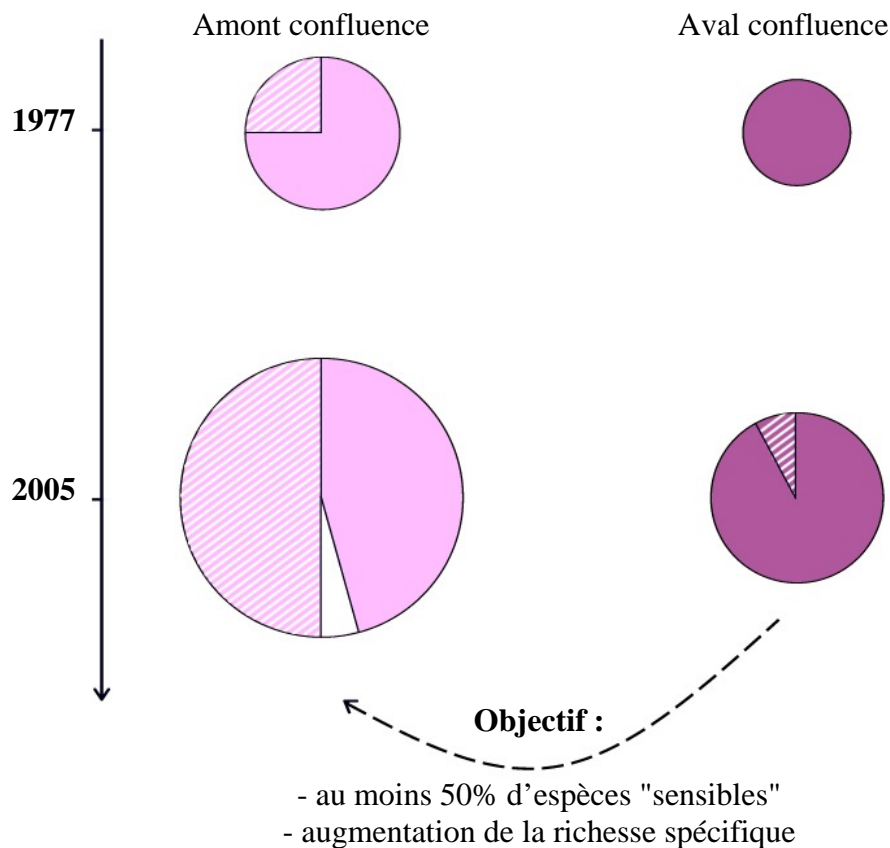 Amont confluence
Aval confluence
1977
2005
Objectif :
- au moins 50% d'espèces "sensibles"
- augmentation de la richesse spécifique